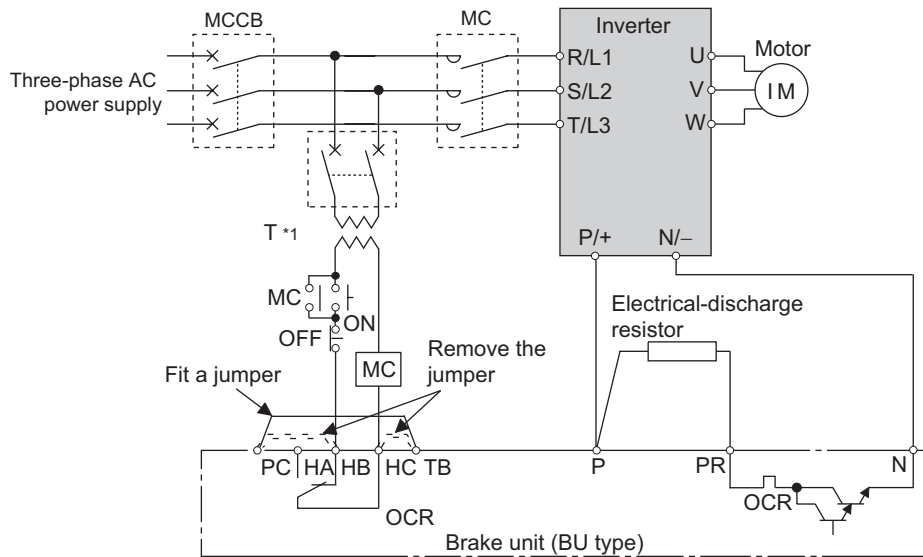 MCCB
MC
Inverter
Three-phase AC
power supply
R/L1
S/L2
T/L3
U
V
W
Motor
IM
T *1
P/+
N/−
MC
ON
OFF
Electrical-discharge
resistor
Fit a jumper
MC
Remove the
jumper
PC
HA
HB
HC
TB
P
PR
N
OCR
OCR
Brake unit (BU type)